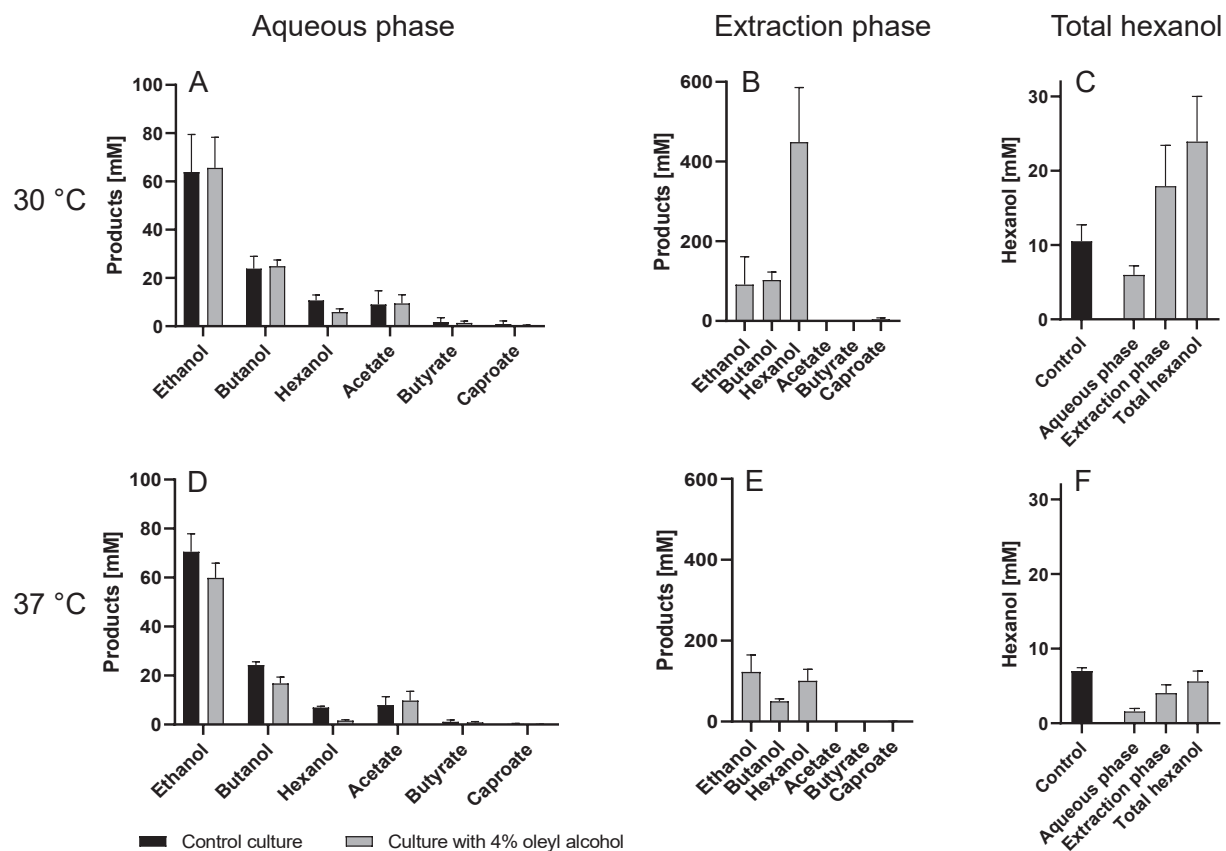 Aqueous phase
Extraction phase
Total hexanol
30 °C
A
Products [mM]
100
80
60
40
20
0
Ethanol
Butanol
Hexanol
Acetate
Butyrate
Caproate
B
Products [mM]
600
400
200
0
Ethanol
Butanol
Hexanol
Acetate
Butyrate
Caproate
C
Hexanol [mM]
30
20
10
0
Control
Aqueous phase
Extraction phase
Total hexanol
37 °C
D
Products [mM]
100
80
60
40
20
0
Ethanol
Butanol
Hexanol
Acetate
Butyrate
Caproate
E
Products [mM]
600
400
200
0
Ethanol
Butanol
Hexanol
Acetate
Butyrate
Caproate
F
Hexanol [mM]
30
20
10
0
Control
Aqueous phase
Extraction phase
Total hexanol
Control culture
Culture with 4% oleyl alcohol